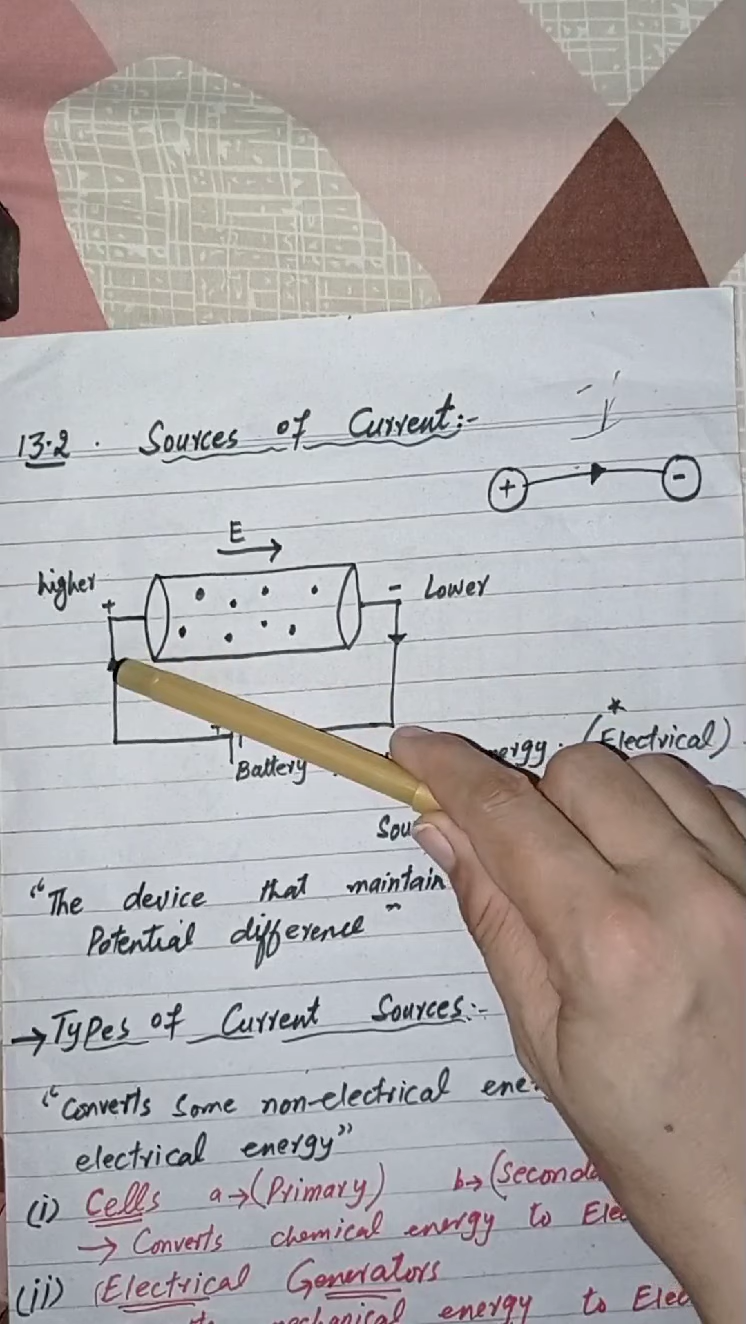 13.2. Sources of Current:-
+ -
E
higher + - Lower
*
+ (Electrical)
Battery
"The device that maintain
Potential difference"
→Types of Current Sources:-
"Converts some non-electrical
electrical energy"
(i) Cells a→(Primary) b→
→ Converts chemical energy to
(ii) (Electrical Generators
energy to